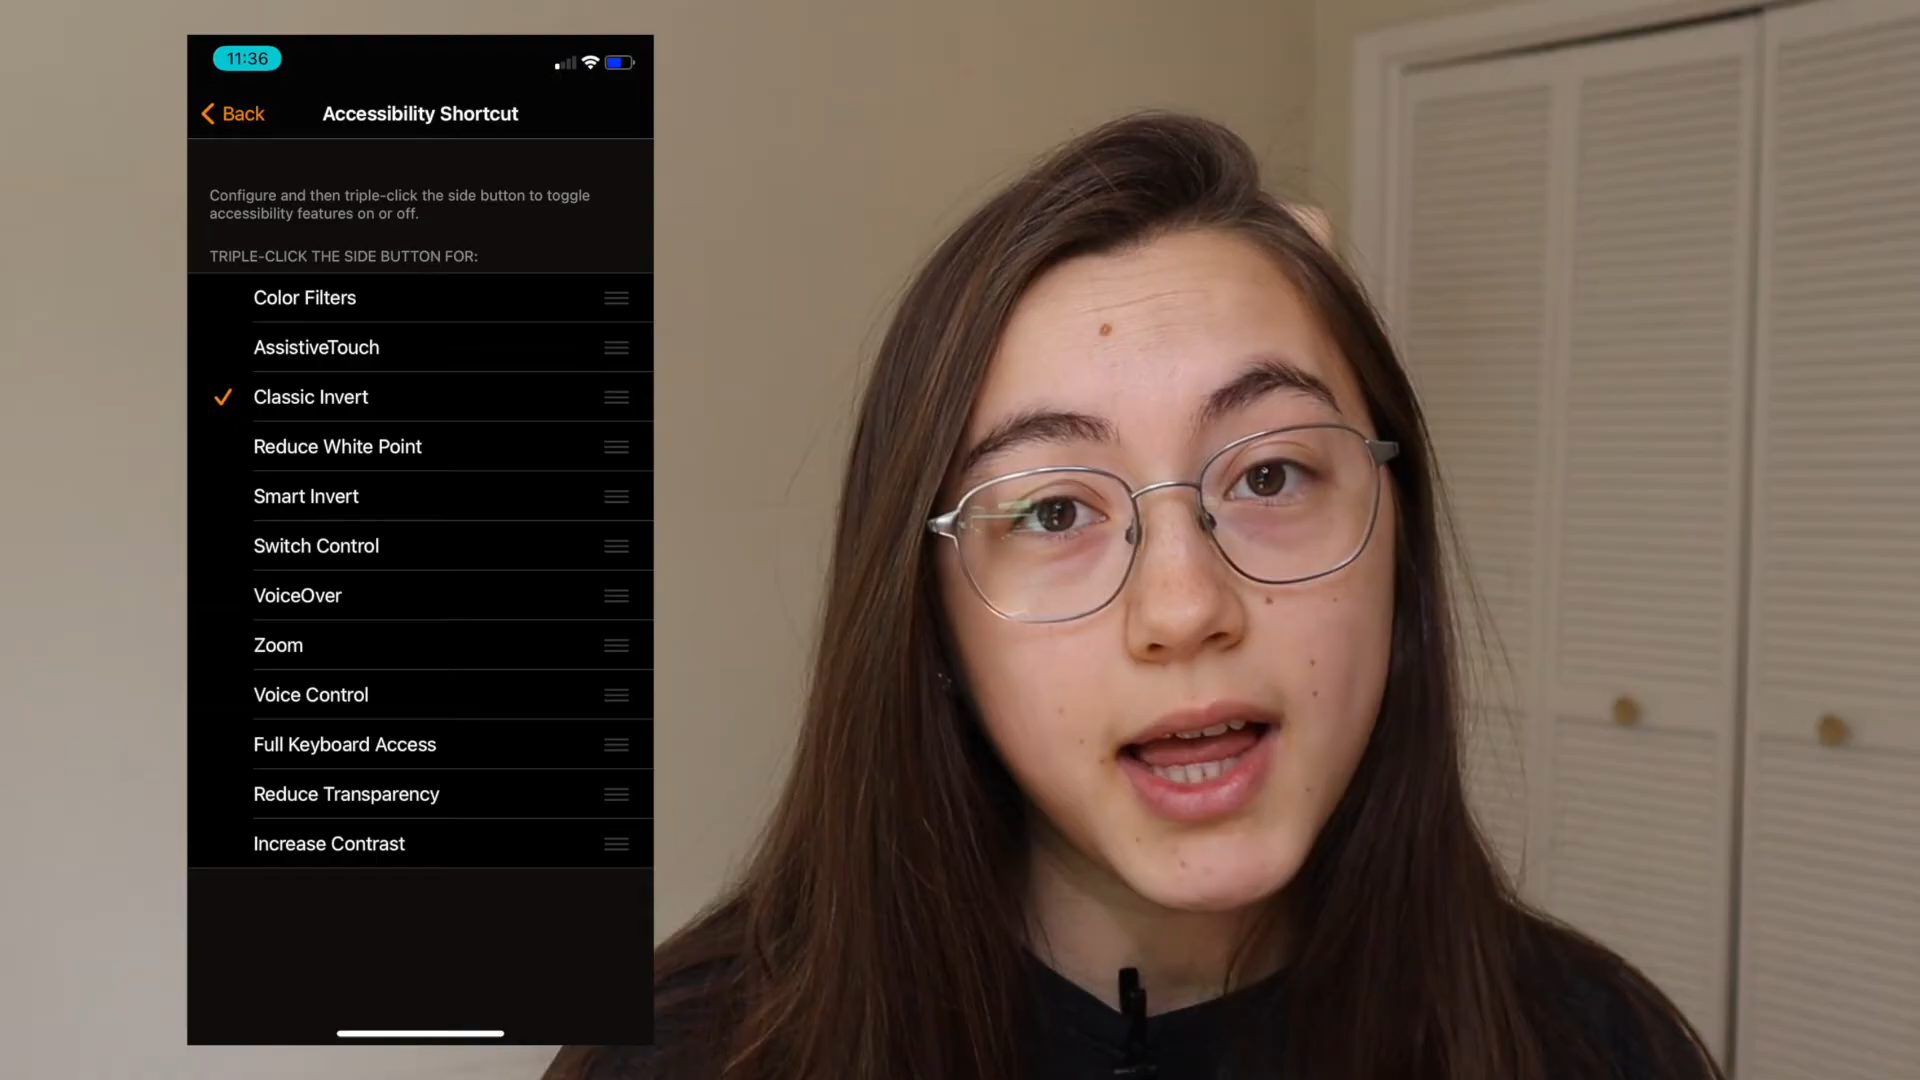 11:36
Back
Accessibility Shortcut
Configure and then triple-click the side button to toggle
accessibility features on or off.
TRIPLE-CLICK THE SIDE BUTTON FOR:
Color Filters
AssistiveTouch
Classic Invert
Reduce White Point
Smart Invert
Switch Control
VoiceOver
Zoom
Voice Control
Full Keyboard Access
Reduce Transparency
Increase Contrast